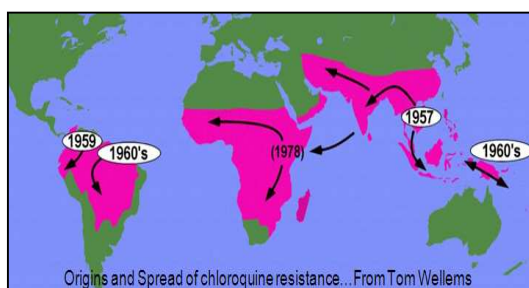 1959
1960's
(1978)
1957
1960's
Origins and Spread of chloroquine resistance...From Tom Wellems